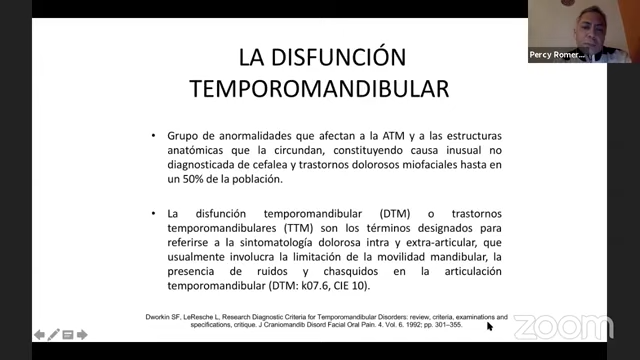 LA DISFUNCIÓN
TEMPOROMANDIBULAR
Percy Romer...
• Grupo de anormalidades que afectan a la ATM y a las estructuras
anatómicas que la circundan, constituyendo causa inusual no
diagnosticada de cefalea y trastornos dolorosos miofaciales hasta en
un 50% de la población.
• La disfunción temporomandibular (DTM) o trastornos
temporomandibulares (TTM) son los términos designados para
referirse a la sintomatología dolorosa intra y extra-articular, que
usualmente involucra la limitación de la movilidad mandibular, la
presencia de ruidos y chasquidos en la articulación
temporomandibular (DTM: k07.6, CIE 10).
Dworkin SF, LeResche L, Research Diagnostic Criteria for Temporomandibular Disorders: review, criteria, examinations and
specifications, critique. J Craniomandib Disord Facial Oral Pain. 4. Vol. 6. 1992; pp. 301–355.
zoom